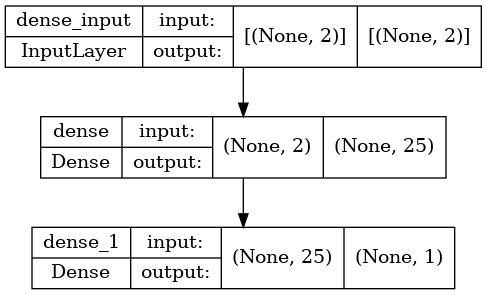 dense_input input: [(None, 2)] [(None, 2)]
InputLayer output:
dense input: (None, 2) (None, 25)
Dense output:
dense_1 input: (None, 25) (None, 1)
Dense output: